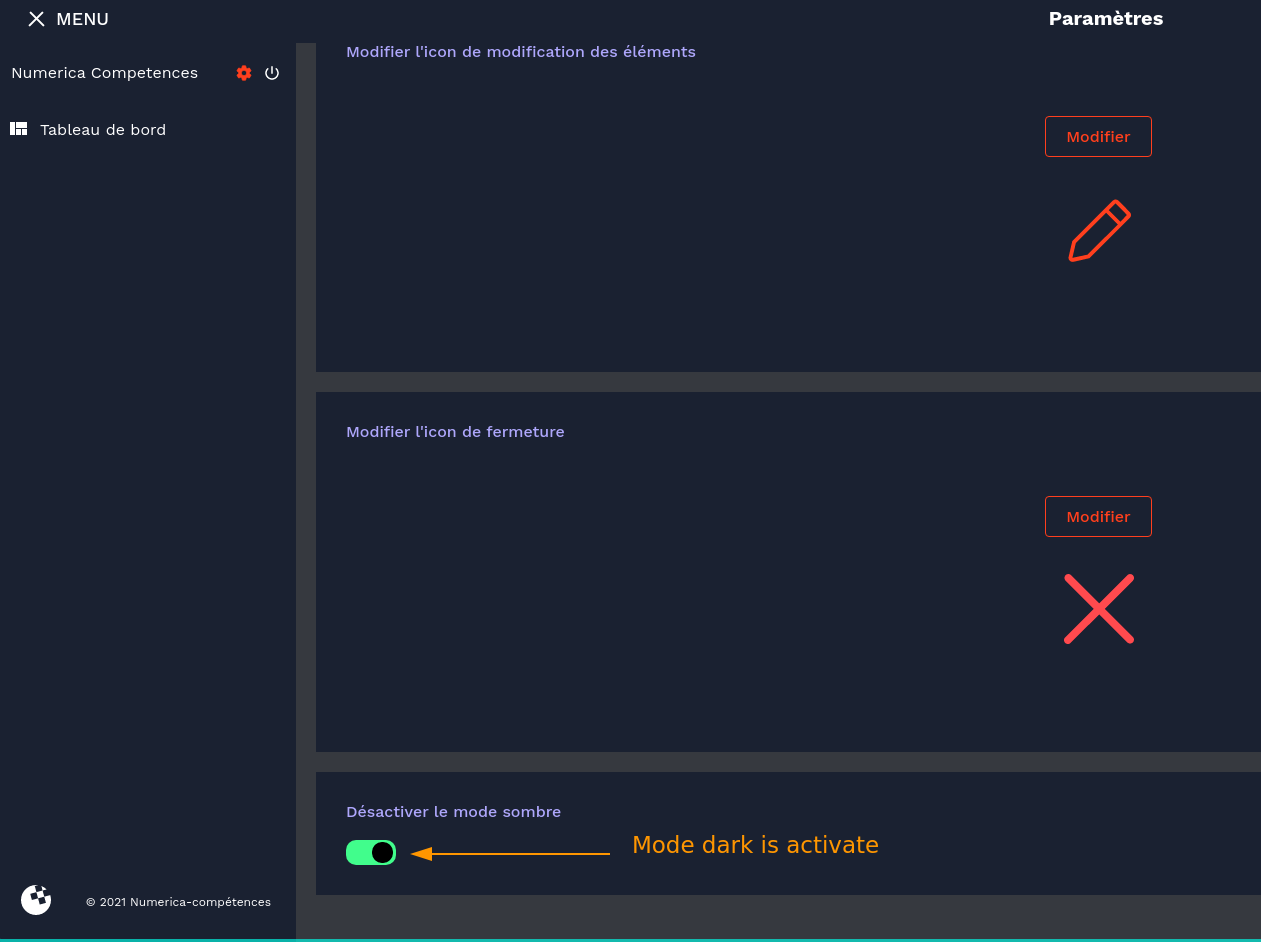 MENU
Paramètres
Numerica Competences
Tableau de bord
Modifier l'icon de modification des éléments
Modifier
Modifier l'icon de fermeture
Modifier
Désactiver le mode sombre
Mode dark is activate
© 2021 Numerica-compétences